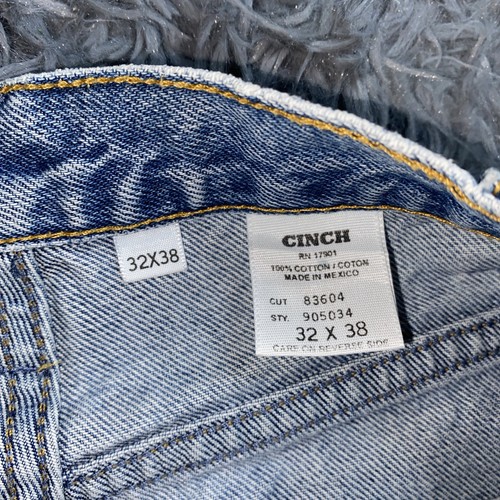 32X38
CINCH
RN 17901
100% COTTON / COTON
MADE IN MEXICO
CUT 83604
STY. 905034
32 X 38
CARE ON REVERSE SIDE